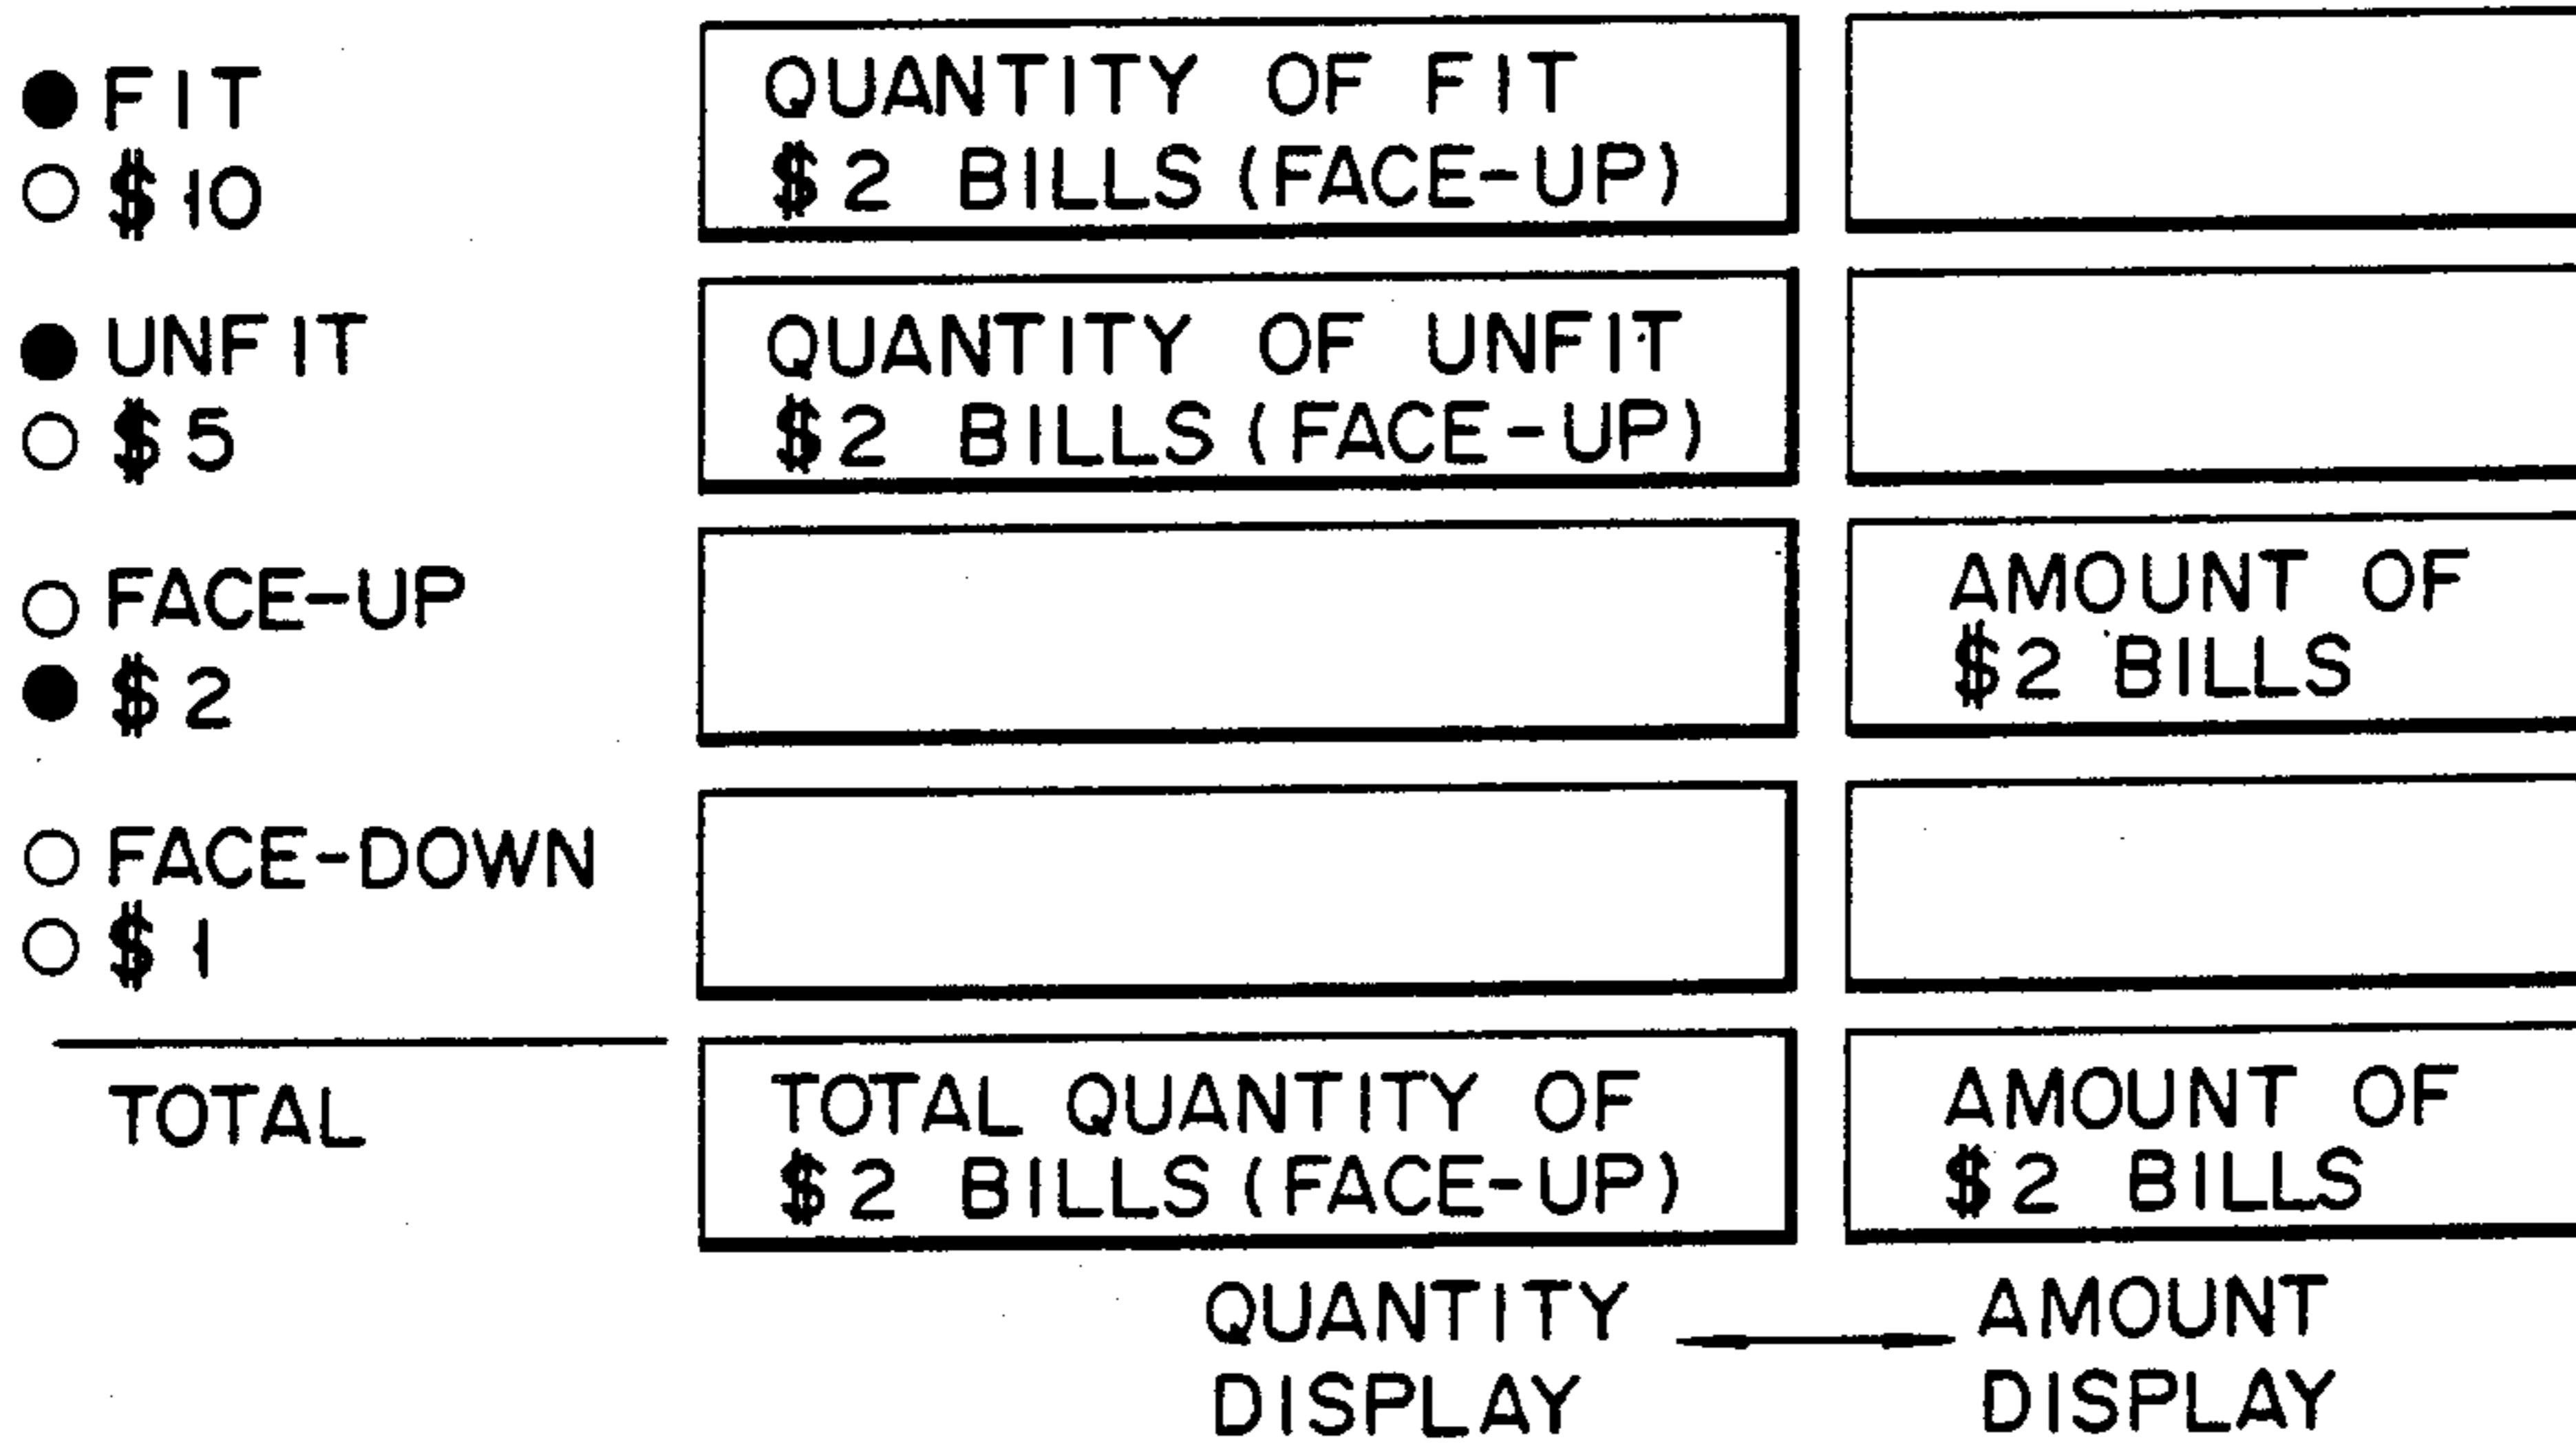 ● FIT
○ $10
QUANTITY OF FIT
$2 BILLS (FACE-UP)
● UNFIT
○ $5
QUANTITY OF UNFIT
$2 BILLS (FACE-UP)
○ FACE-UP
● $2
AMOUNT OF
$2 BILLS
○ FACE-DOWN
○ $1
TOTAL
TOTAL QUANTITY OF
$2 BILLS (FACE-UP)
AMOUNT OF
$2 BILLS
QUANTITY
DISPLAY
AMOUNT
DISPLAY